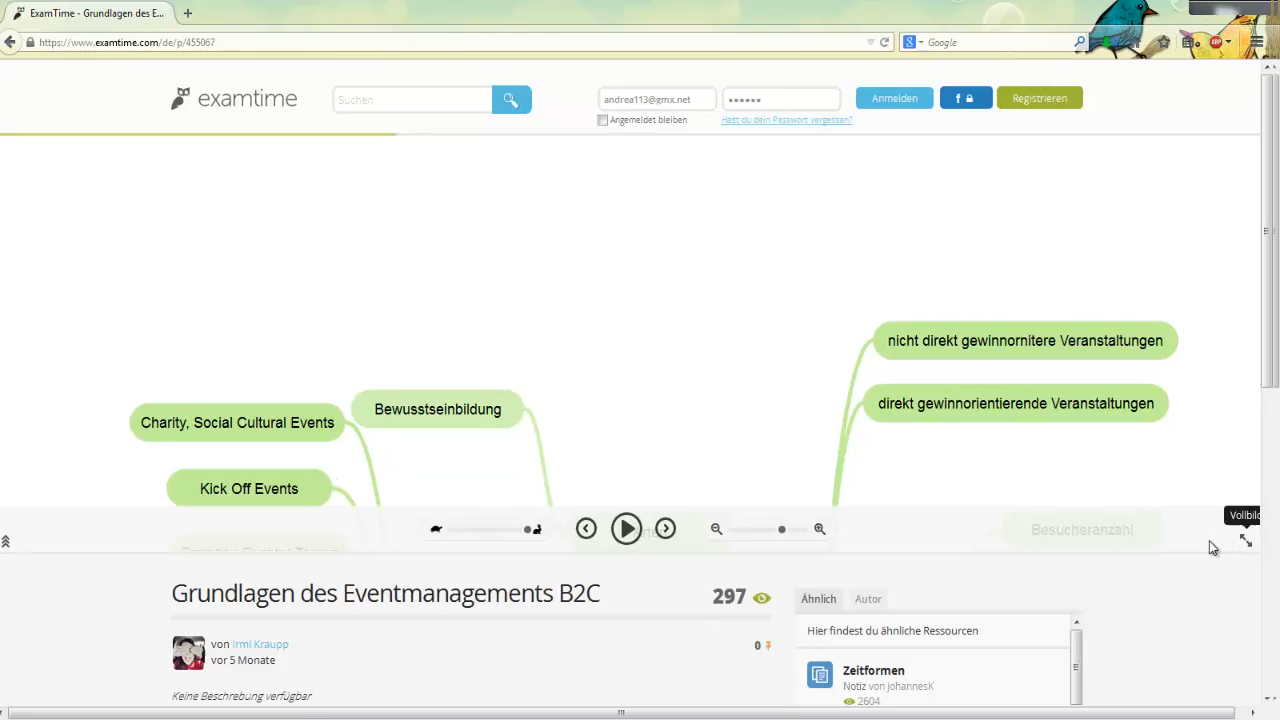 ExamTime - Grundlagen des E...
https://www.examtime.com/de/p/455067
Google
examtime
Suchen
andrea113@gmx.net
••••••
Anmelden
f
Registrieren
Angemeldet bleiben
Hast du dein Passwort vergessen?
nicht direkt gewinnornitere Veranstaltungen
direkt gewinnorientierende Veranstaltungen
Bewusstseinbildung
Charity, Social Cultural Events
Kick Off Events
Besucheranzahl
Vollbild
Grundlagen des Eventmanagements B2C
297
Ähnlich
Autor
Hier findest du ähnliche Ressourcen
von Irmi Kraupp
vor 5 Monate
0
Zeitformen
Notiz von JohannesK
2604
Keine Beschreibung verfügbar